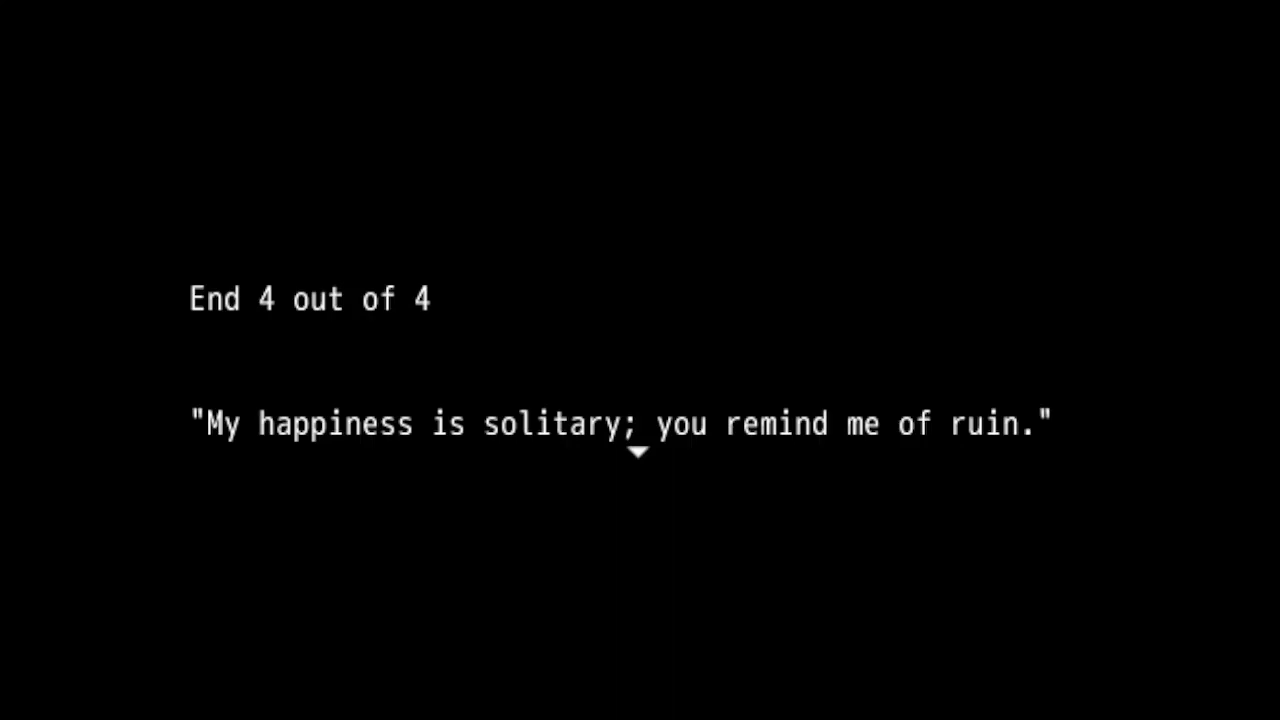 End 4 out of 4
"My happiness is solitary; you remind me of ruin."